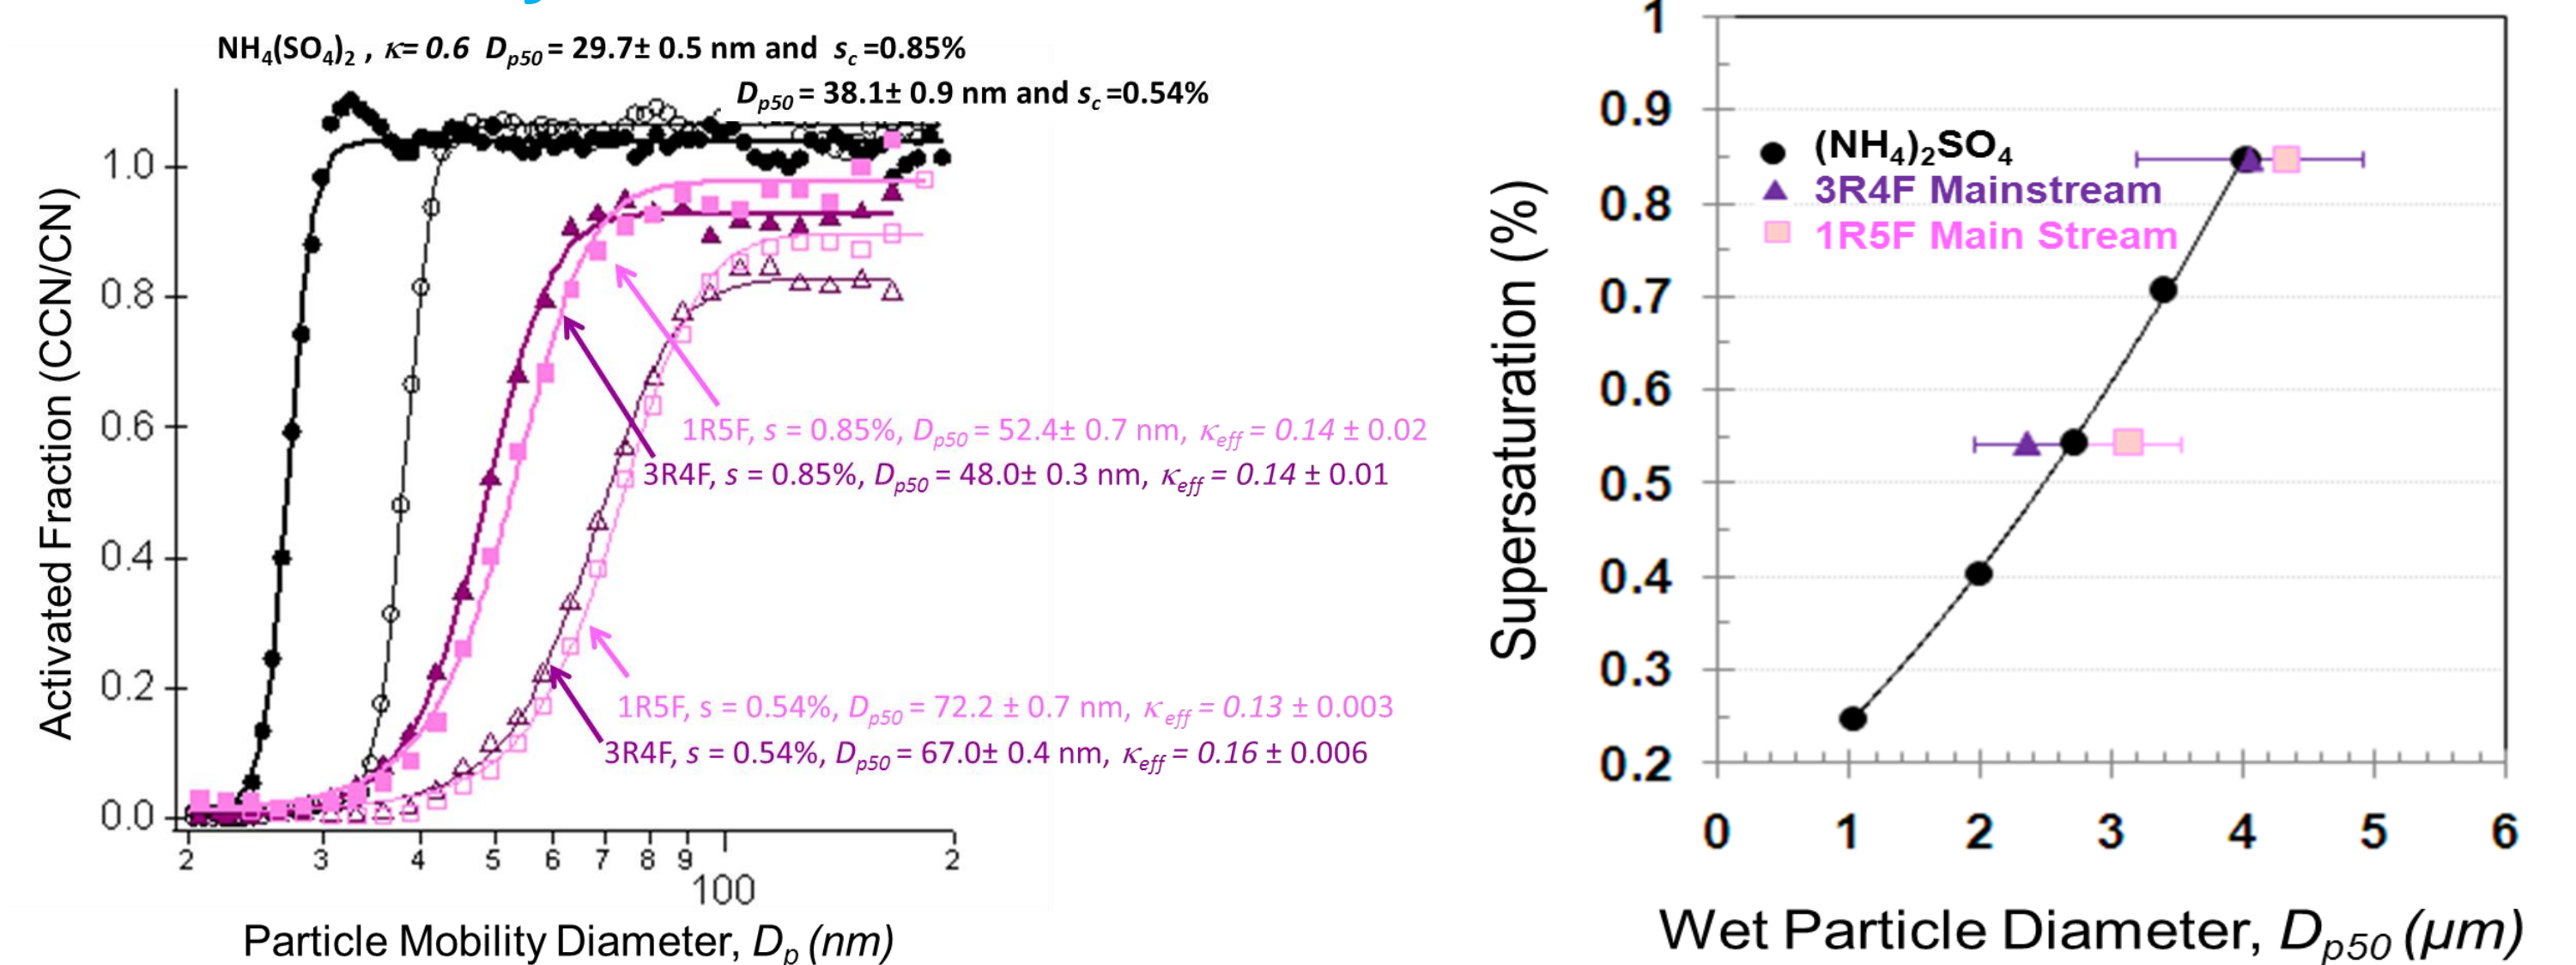 NH₄(SO₄)₂ , κ= 0.6 Dp50 = 29.7± 0.5 nm and sc =0.85%
Dp50 = 38.1± 0.9 nm and sc =0.54%
Activated Fraction (CCN/CN)
1.0
0.8
0.6
0.4
0.2
0.0
1R5F, s = 0.85%, Dp50 = 52.4± 0.7 nm, κeff = 0.14 ± 0.02
3R4F, s = 0.85%, Dp50 = 48.0± 0.3 nm, κeff = 0.14 ± 0.01
1R5F, s = 0.54%, Dp50 = 72.2 ± 0.7 nm, κeff = 0.13 ± 0.003
3R4F, s = 0.54%, Dp50 = 67.0± 0.4 nm, κeff = 0.16 ± 0.006
2 3 4 5 6 7 8 9 2
100
Particle Mobility Diameter, Dp (nm)
Supersaturation (%)
1
0.9
0.8
0.7
0.6
0.5
0.4
0.3
0.2
(NH₄)₂SO₄
3R4F Mainstream
1R5F Main Stream
0 1 2 3 4 5 6
Wet Particle Diameter, Dp50 (μm)